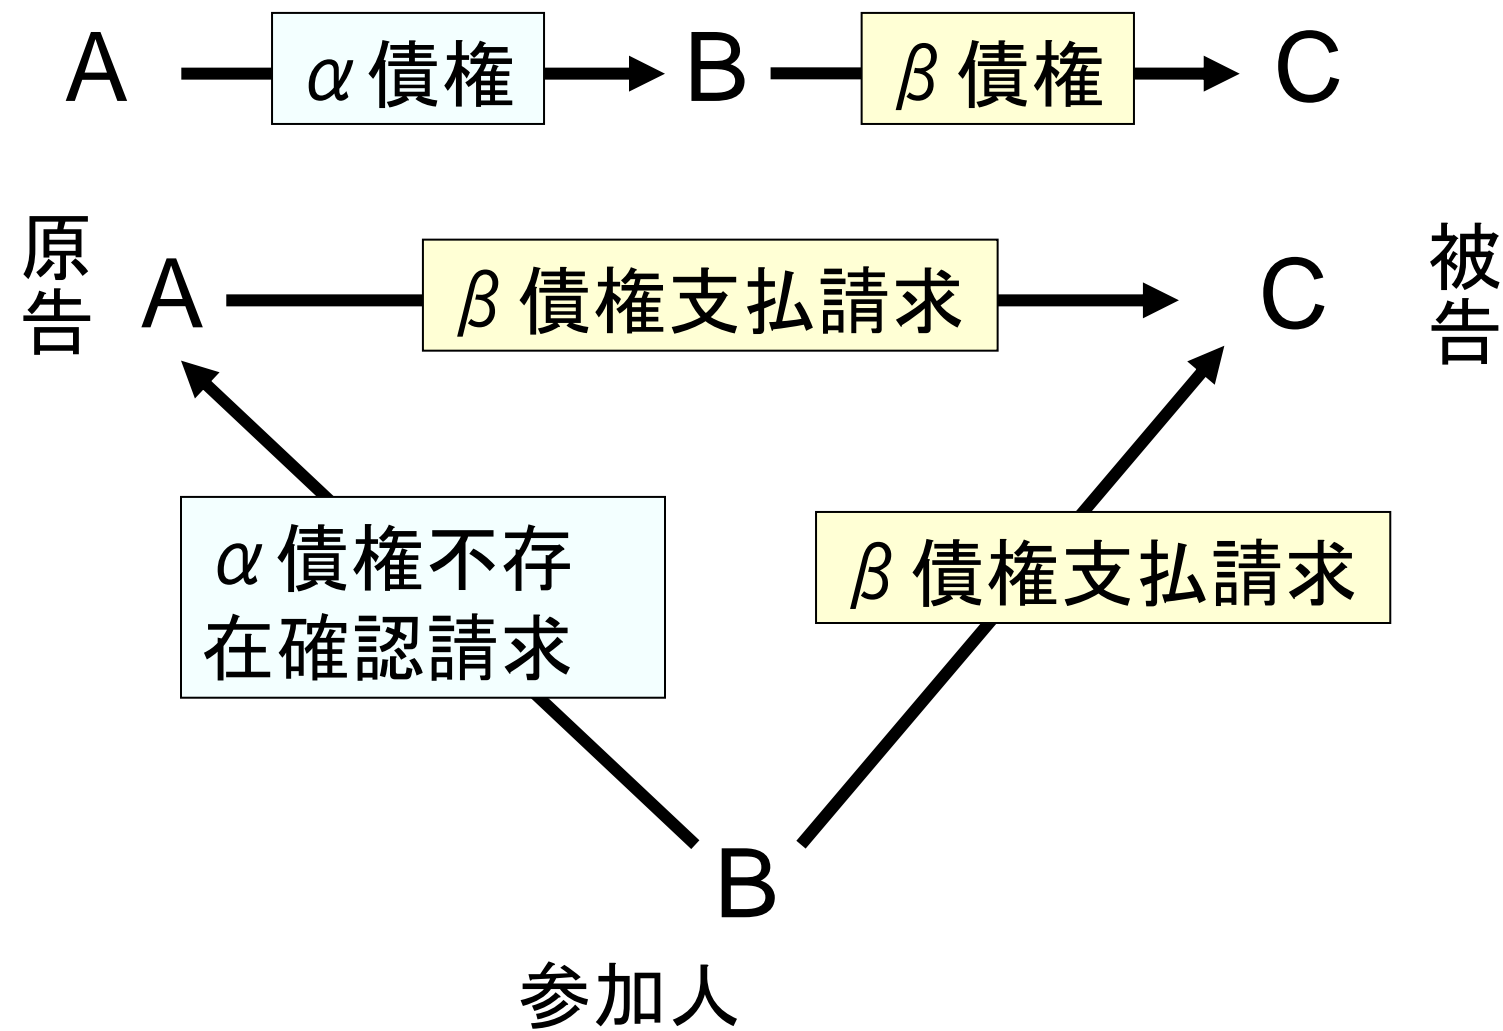 A α債権 B β債権 C
原告 A β債権支払請求 C 被告
α債権不存
在確認請求
β債権支払請求
B
参加人